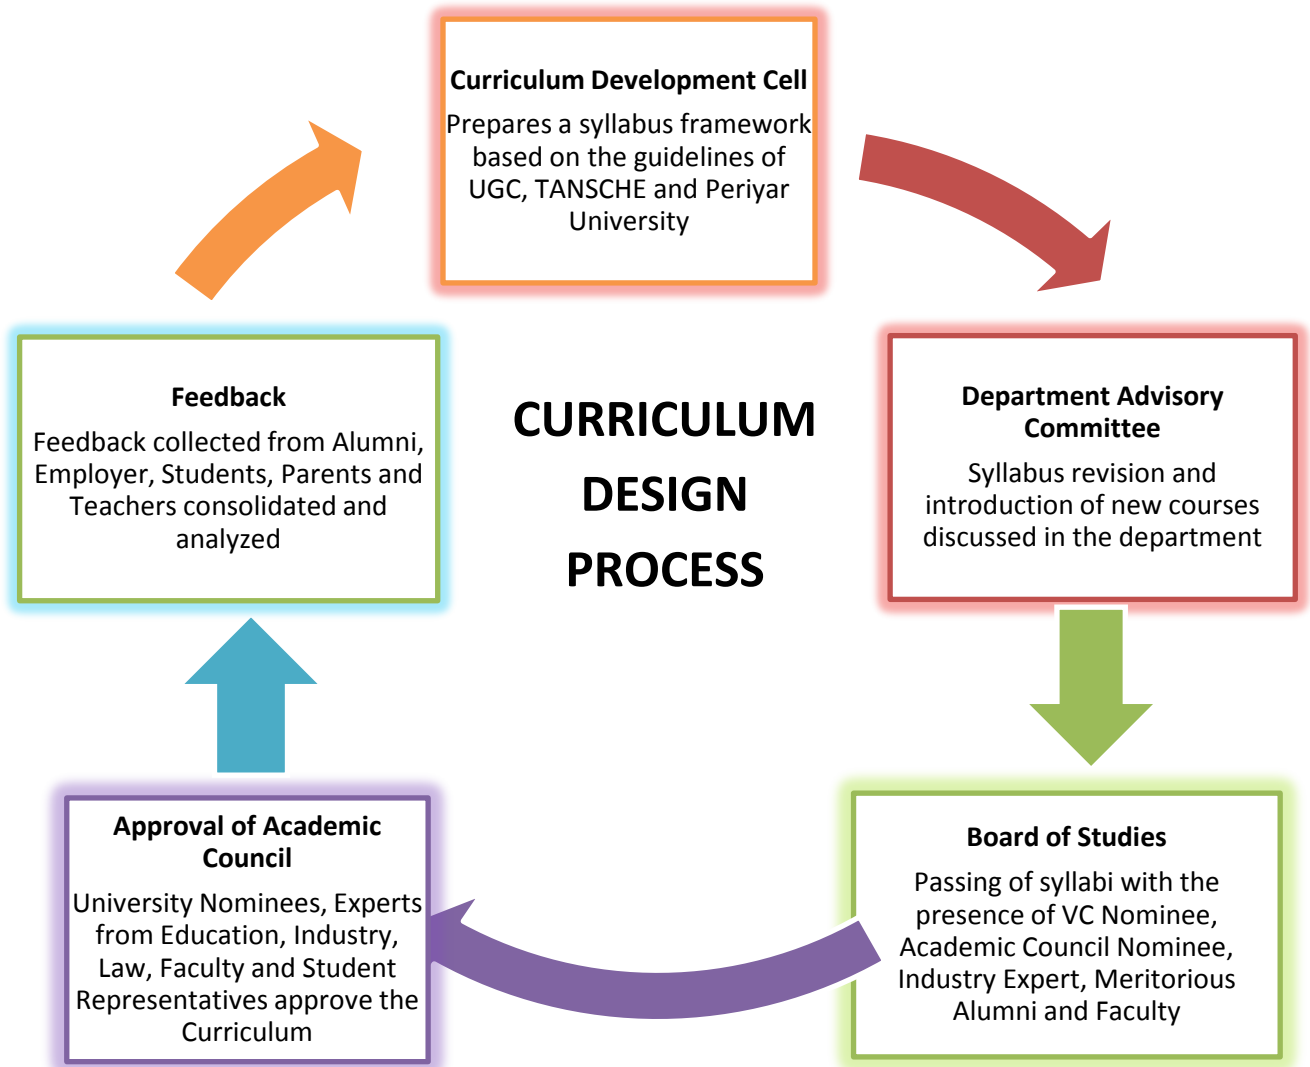 Curriculum Development Cell
Prepares a syllabus framework
based on the guidelines of
UGC, TANSCHE and Periyar
University
Department Advisory
Committee
Syllabus revision and
introduction of new courses
discussed in the department
Board of Studies
Passing of syllabi with the
presence of VC Nominee,
Academic Council Nominee,
Industry Expert, Meritorious
Alumni and Faculty
Approval of Academic
Council
University Nominees, Experts
from Education, Industry,
Law, Faculty and Student
Representatives approve the
Curriculum
Feedback
Feedback collected from Alumni,
Employer, Students, Parents and
Teachers consolidated and
analyzed
CURRICULUM
DESIGN
PROCESS